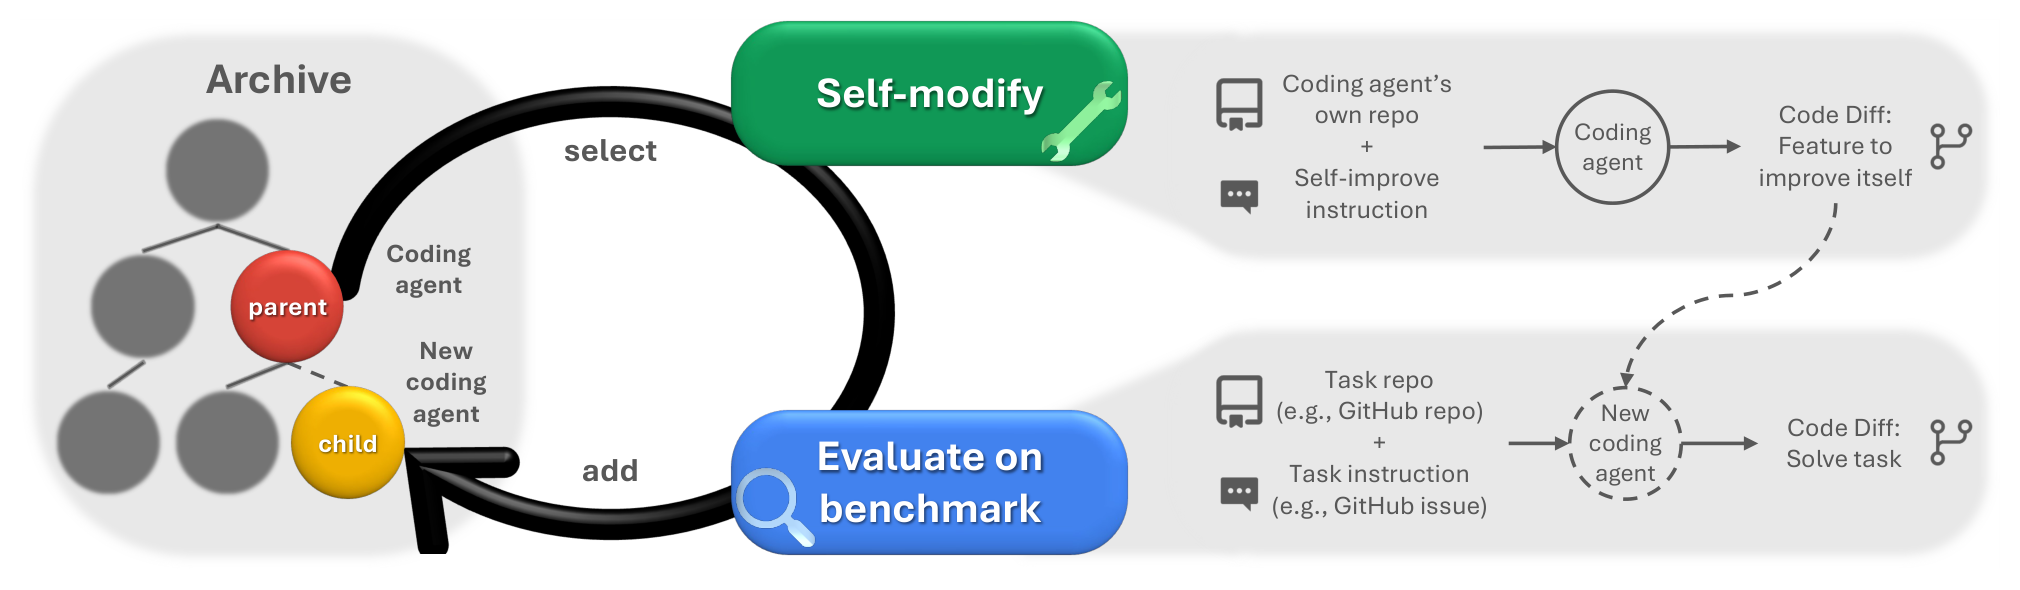 Archive
parent
child
Coding
agent
New
coding
agent
select
add
Self-modify
Evaluate on
benchmark
Coding agent's
own repo
+
Self-improve
instruction
Coding
agent
Code Diff:
Feature to
improve itself
Task repo
(e.g., GitHub repo)
+
Task instruction
(e.g., GitHub issue)
New
coding
agent
Code Diff:
Solve task